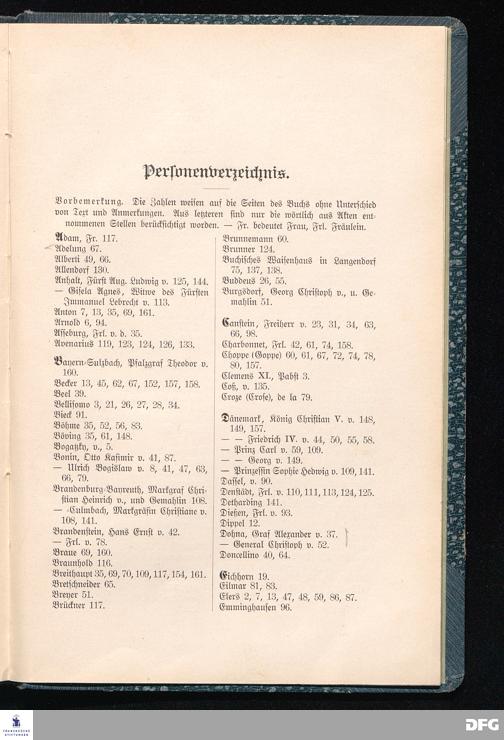 Personenverzeichnis.
Vorbemerkung. Die Zahlen weisen auf die Seiten des Buchs ohne Unterschied
von Text und Anmerkungen. Aus letzteren sind nur die wörtlich aus Akten ent-
nommenen Stellen berücksichtigt worden. — Fr. bedeutet Frau, Frl. Fräulein.
Adam, Fr. 117.
Adelung 67.
Alberti 49, 66.
Allendorf 130.
Anhalt, Fürst Aug. Ludwig v. 125, 144.
— Gisela Agnes, Witwe des Fürsten
Immanuel Lebrecht v. 113.
Anton 7, 13, 35, 69, 161.
Arnold 6, 94.
Asseburg, Frl. v. d. 35.
Avenarius 119, 123, 124, 126, 133.
Bayern-Sulzbach, Pfalzgraf Theodor v.
160.
Becker 13, 45, 62, 67, 152, 157, 158.
Beel 39.
Bellisomo 3, 21, 26, 27, 28, 34.
Bieck 91.
Böhme 35, 52, 56, 83.
Böving 35, 61, 148.
Bogatzky, v., 5.
Bonin, Otto Kasimir v. 41, 87.
— Ulrich Bogislaw v. 8, 41, 47, 63,
66, 79.
Brandenburg-Bayreuth, Markgraf Chri-
stian Heinrich v., und Gemahlin 108.
— -Culmbach, Markgräfin Christiane v.
108, 141.
Brandenstein, Hans Ernst v. 42.
— Frl. v. 78.
Braue 69, 160.
Braunhold 116.
Breithaupt 35, 69, 70, 109, 117, 154, 161.
Bretschneider 65.
Breyer 51.
Brückner 117.
Brunnemann 60.
Brunner 124.
Buchisches Waisenhaus in Langendorf
75, 137, 138.
Buddeus 26, 55.
Burgsdorf, Georg Christoph v., u. Ge-
mahlin 51.
Canstein, Freiherr v. 23, 31, 34, 63,
66, 98.
Charbonnet, Frl. 42, 61, 74, 158.
Choppe (Goppe) 60, 61, 67, 72, 74, 78,
80, 157.
Clemens XI., Pabst 3.
Coß, v. 135.
Croze (Crose), de la 79.
Dänemark, König Christian V. v. 148,
149, 157.
— — Friedrich IV. v. 44, 50, 55, 58.
— Prinz Carl v. 59, 109.
— — Georg v. 149.
— Prinzessin Sophie Hedwig v. 109, 141.
Dassel, v. 90.
Denstädt, Frl. v. 110, 111, 113, 124, 125.
Detharding 141.
Dießen, Frl. v. 93.
Dippel 12.
Dohna, Graf Alexander v. 37.
— General Christoph v. 52.
Doncellino 40, 64.
Eichhorn 19.
Eilmar 81, 83.
Elers 2, 7, 13, 47, 48, 59, 86, 87.
Emminghausen 96.
FRANCKESCHE
STIFTUNGEN
DFG